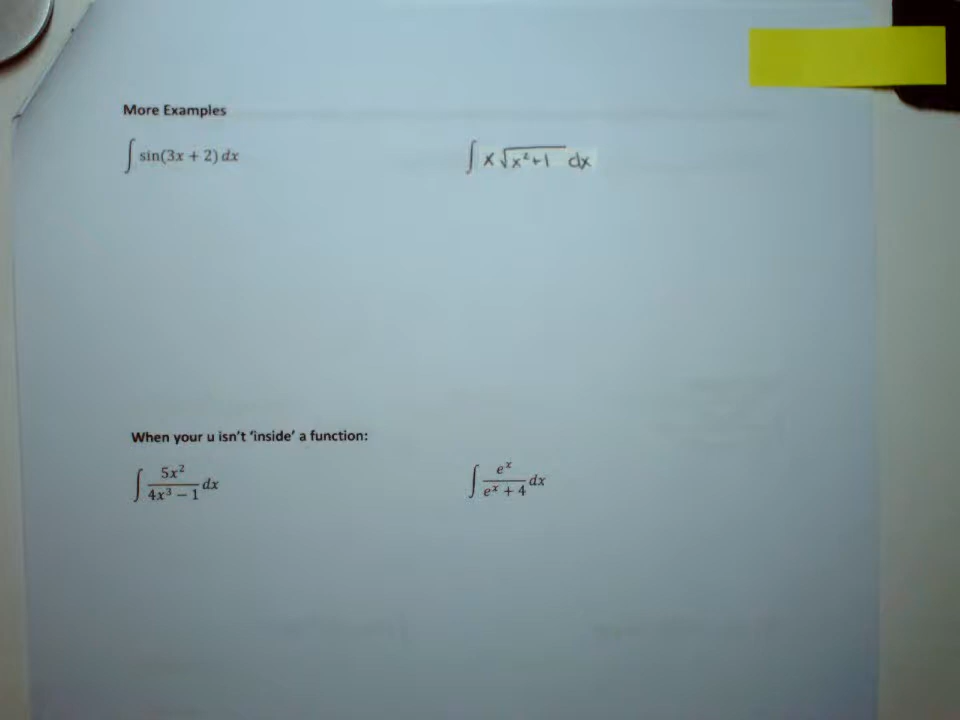 More Examples
∫ sin(3x + 2) dx
∫ x √(x²+1) dx
When your u isn't 'inside' a function:
∫ 5x²/(4x³ − 1) dx
∫ eˣ/(eˣ + 4) dx